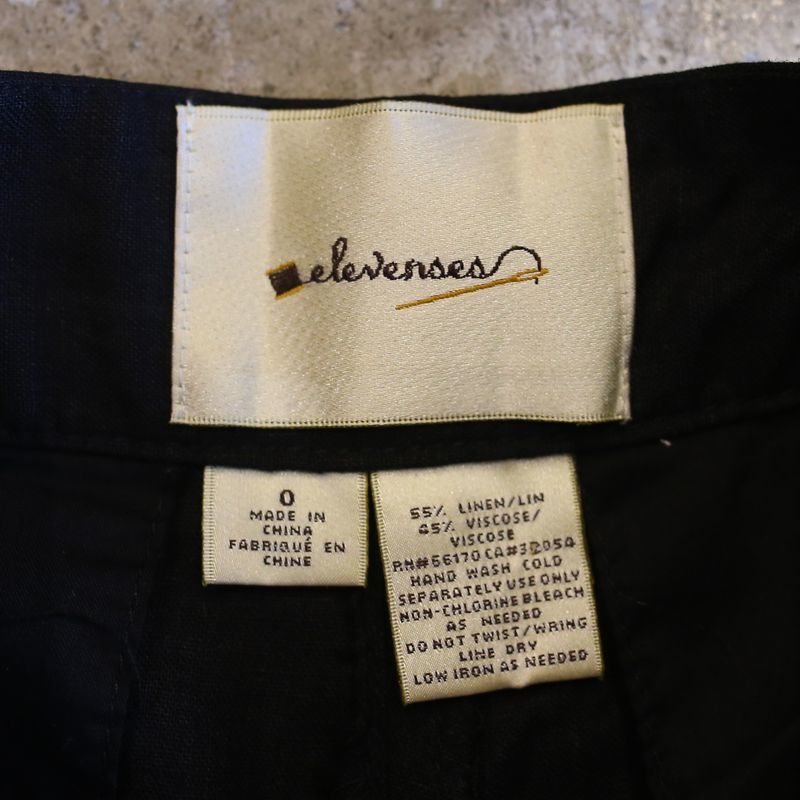 elevenses
0
MADE IN
CHINA
FABRIQUÉ EN
CHINE
55% LINEN/LIN
45% VISCOSE/
VISCOSE
RN#56170 CA#32054
HAND WASH COLD
SEPARATELY USE ONLY
NON-CHLORINE BLEACH
AS NEEDED
DO NOT TWIST/WRING
LINE DRY
LOW IRON AS NEEDED